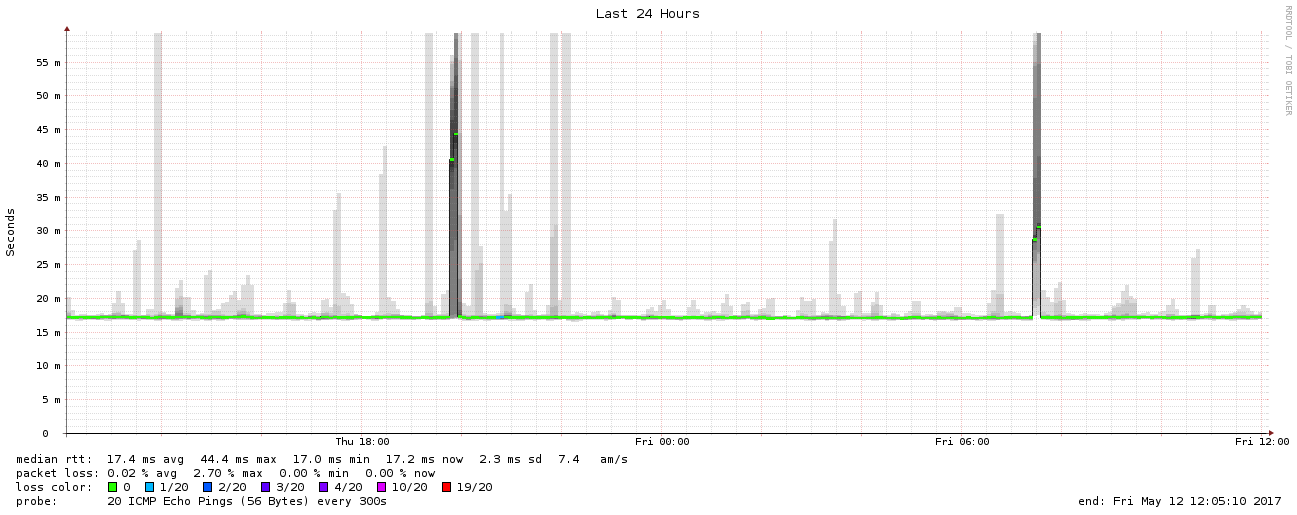 Last 24 Hours
RRDTOOL / TOBI OETIKER
Seconds
55 m
50 m
45 m
40 m
35 m
30 m
25 m
20 m
15 m
10 m
5 m
0
Thu 18:00 Fri 00:00 Fri 06:00 Fri 12:00
median rtt: 17.4 ms avg 44.4 ms max 17.0 ms min 17.2 ms now 2.3 ms sd 7.4 am/s
packet loss: 0.02 % avg 2.70 % max 0.00 % min 0.00 % now
loss color: 0 1/20 2/20 3/20 4/20 10/20 19/20
probe: 20 ICMP Echo Pings (56 Bytes) every 300s end: Fri May 12 12:05:10 2017